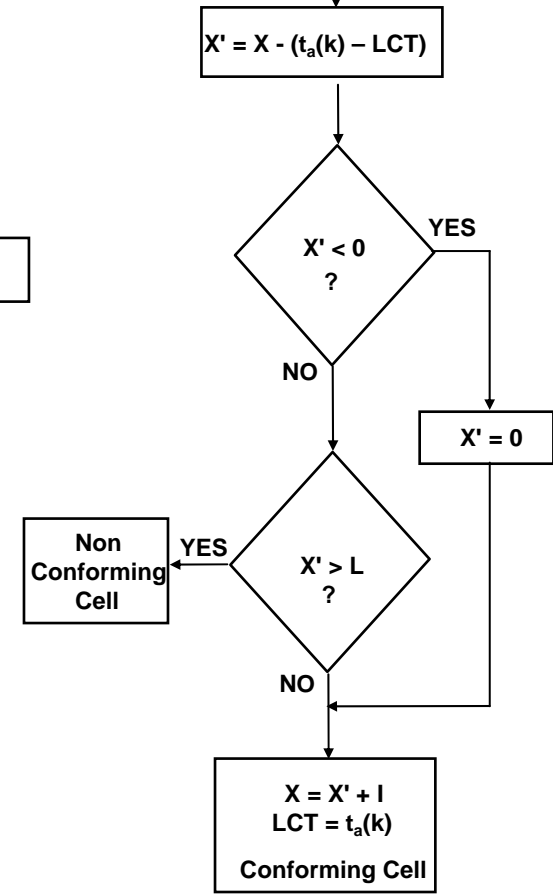 X' = X - (tₐ(k) – LCT)
X' < 0
?
YES
NO
X' = 0
Non
Conforming
Cell
YES
X' > L
?
NO
X = X' + I
LCT = tₐ(k)
Conforming Cell